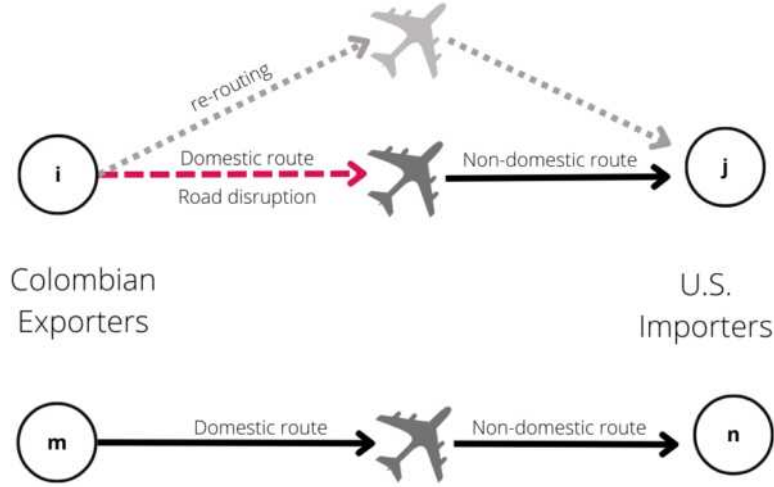 re-routing
i
Domestic route
Non-domestic route
j
Road disruption
Colombian
Exporters
U.S.
Importers
m
Domestic route
Non-domestic route
n